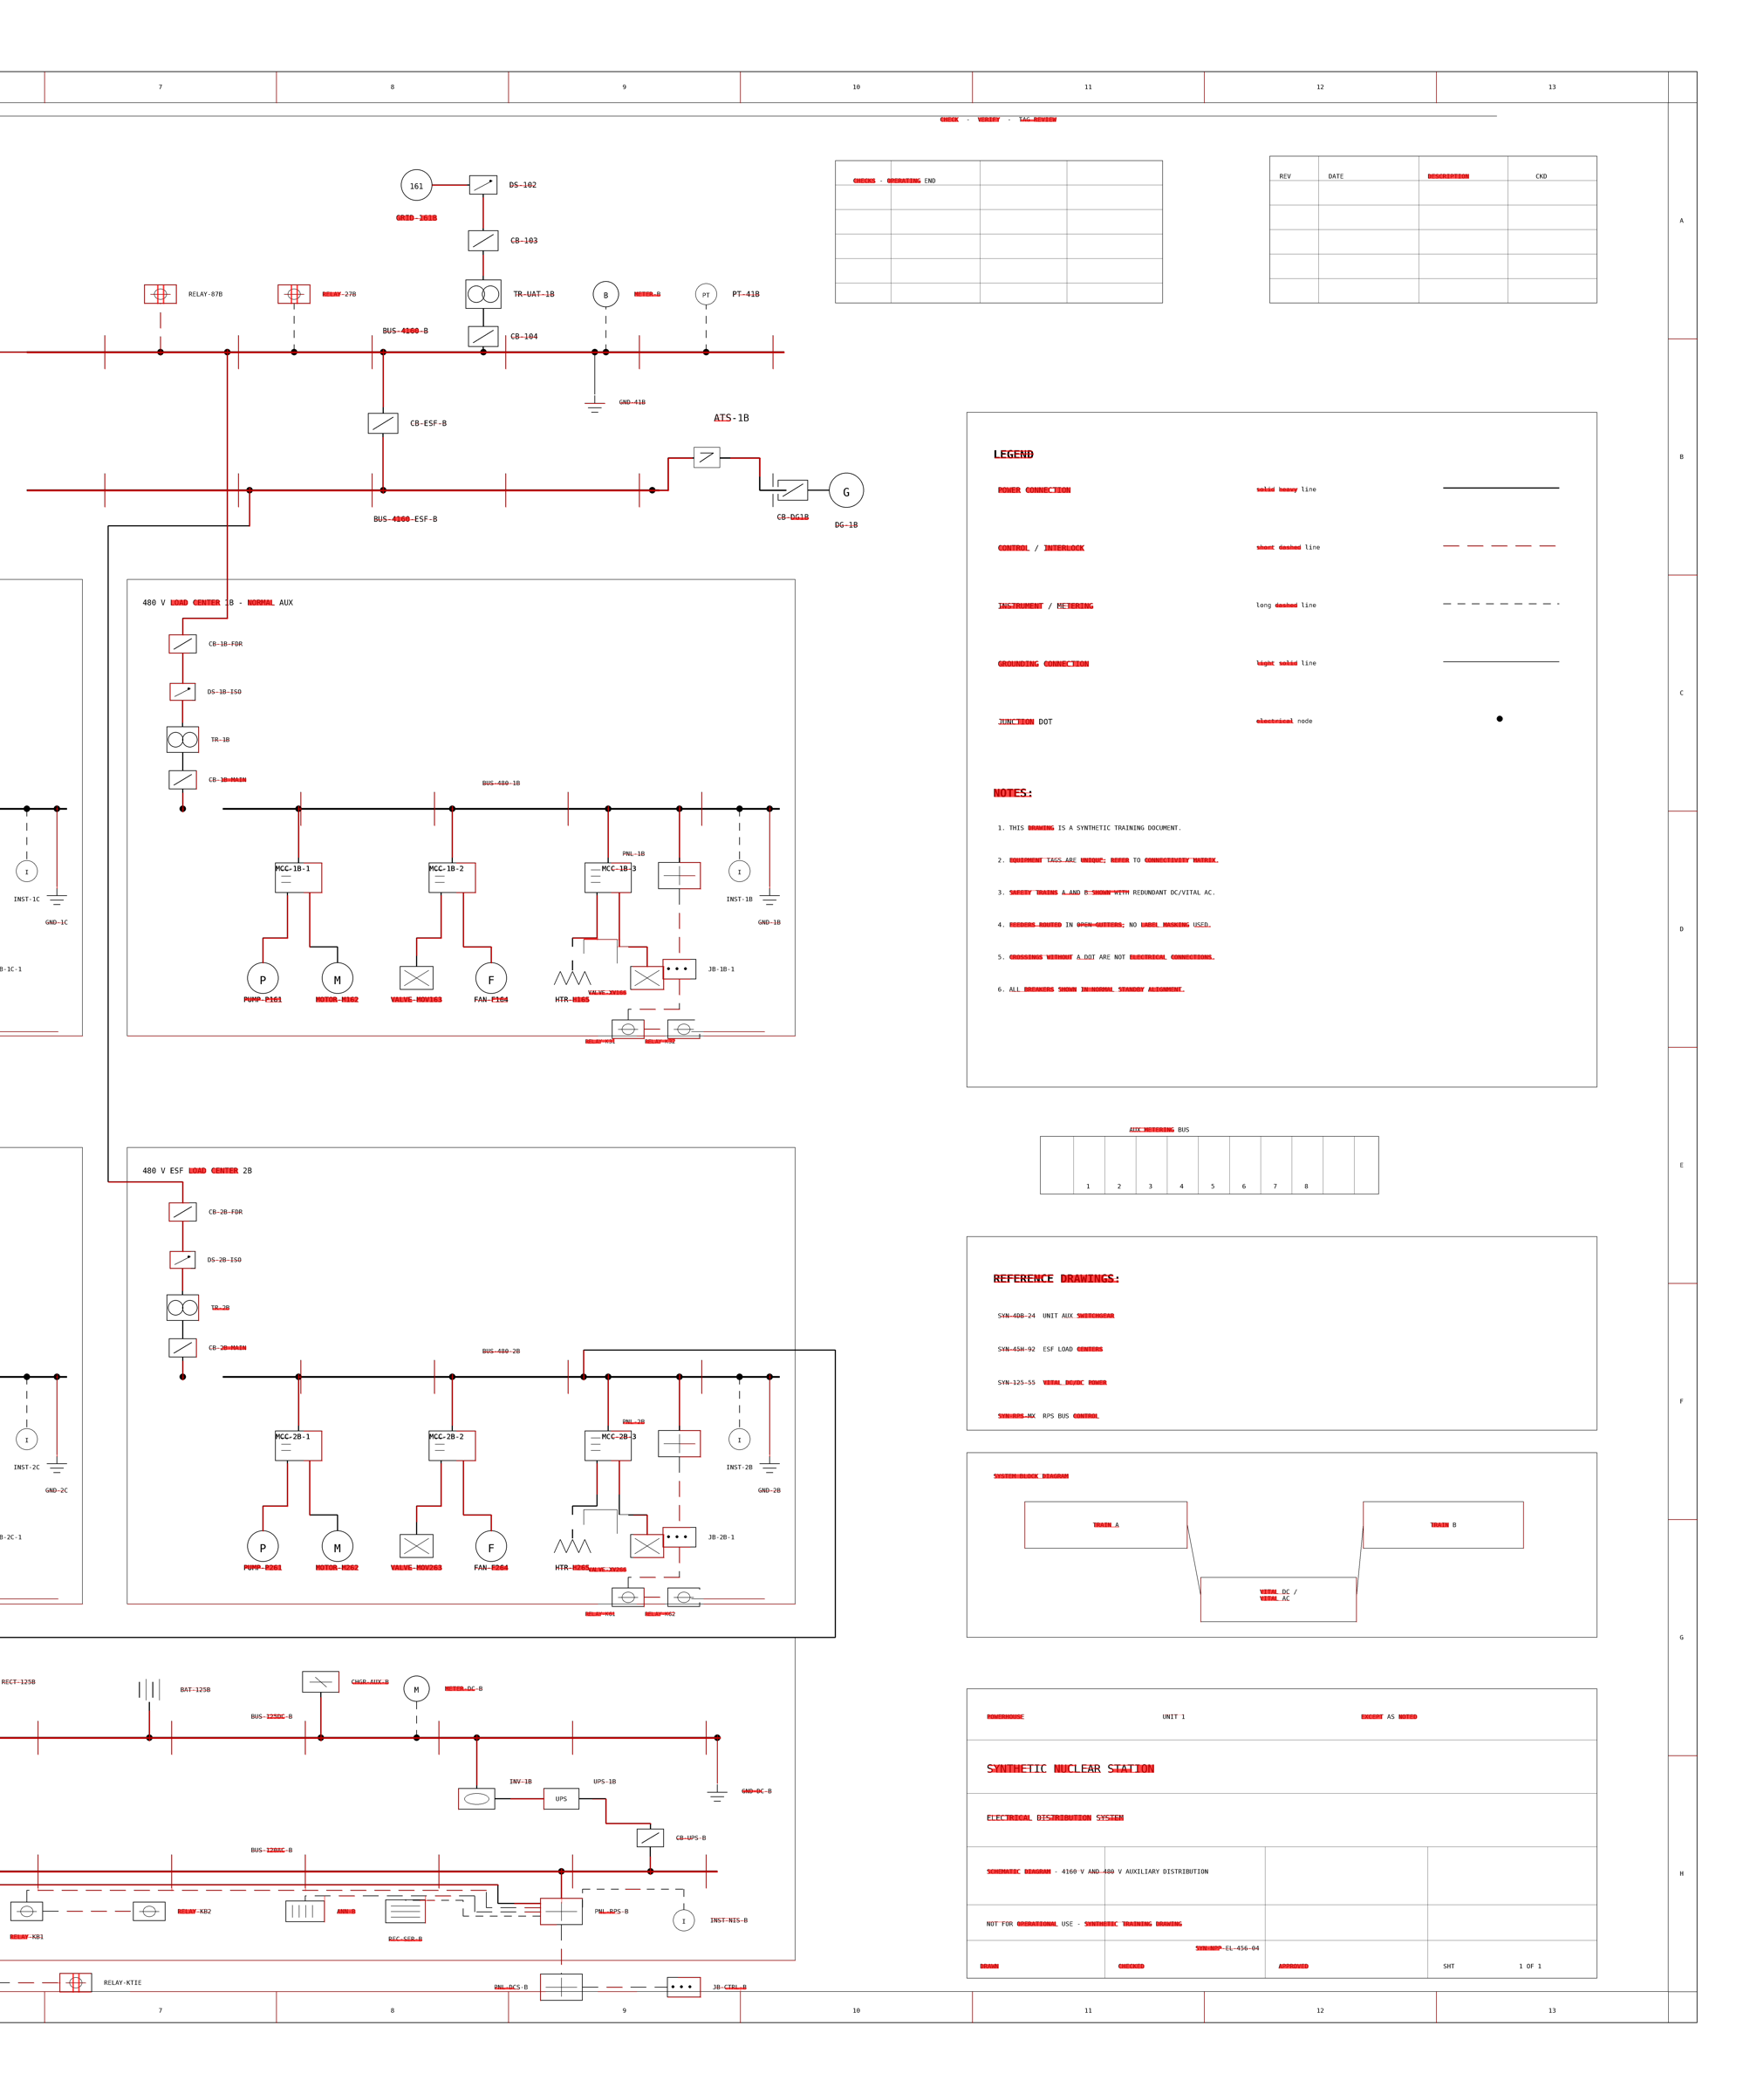 7 8 9 10 11 12 13
CHECK - VERIFY - TAG REVIEW
CHECKS - OPERATING END
REV DATE DESCRIPTION CKD
A
161
DS-102
GRID-161B
CB-103
RELAY-87B
RELAY-27B
TR-UAT-1B
B
METER-B
PT
PT-41B
BUS-4160-B
CB-104
GND-41B
ATS-1B
CB-ESF-B
G
BUS-4160-ESF-B
CB-DG1B
DG-1B
B
LEGEND
POWER CONNECTION solid heavy line
CONTROL / INTERLOCK short dashed line
INSTRUMENT / METERING long dashed line
GROUNDING CONNECTION light solid line
JUNCTION DOT electrical node
C
480 V LOAD CENTER 1B - NORMAL AUX
CB-1B-FDR
DS-1B-ISO
TR-1B
CB-1B-MAIN
BUS-480-1B
NOTES:
1. THIS DRAWING IS A SYNTHETIC TRAINING DOCUMENT.
2. EQUIPMENT TAGS ARE UNIQUE; REFER TO CONNECTIVITY MATRIX.
3. SAFETY TRAINS A AND B SHOWN WITH REDUNDANT DC/VITAL AC.
4. FEEDERS ROUTED IN OPEN GUTTERS; NO LABEL MASKING USED.
5. CROSSINGS WITHOUT A DOT ARE NOT ELECTRICAL CONNECTIONS.
6. ALL BREAKERS SHOWN IN NORMAL STANDBY ALIGNMENT.
D
PNL-1B
MCC-1B-1 MCC-1B-2 MCC-1B-3
I
INST-1C
GND-1C
I
INST-1B
GND-1B
B-1C-1
P M F
JB-1B-1
VALVE-XV166
PUMP-P161 MOTOR-M162 VALVE-MOV163 FAN-F164 HTR-H165
RELAY-K91 RELAY-K92
AUX METERING BUS
1 2 3 4 5 6 7 8
E
480 V ESF LOAD CENTER 2B
CB-2B-FDR
DS-2B-ISO
TR-2B
CB-2B-MAIN
BUS-480-2B
REFERENCE DRAWINGS:
SYN-4DB-24 UNIT AUX SWITCHGEAR
SYN-45H-92 ESF LOAD CENTERS
SYN-125-55 VITAL DC/DC POWER
SYN-RPS-MX RPS BUS CONTROL
F
PNL-2B
MCC-2B-1 MCC-2B-2 MCC-2B-3
I
INST-2C
GND-2C
I
INST-2B
GND-2B
B-2C-1
P M F
JB-2B-1
VALVE-XV266
PUMP-P261 MOTOR-M262 VALVE-MOV263 FAN-F264 HTR-H265
SYSTEM BLOCK DIAGRAM
TRAIN A
TRAIN B
VITAL DC /
VITAL AC
G
RECT-125B
BAT-125B
CHGR-AUX-B
M
METER-DC-B
BUS-125DC-B
INV-1B
UPS-1B
UPS
GND-DC-B
CB-UPS-B
BUS-120AC-B
RELAY-KB1
RELAY-KB2
ANN-B
REC-SER-B
PNL-RPS-B
I
INST-NIS-B
RELAY-KTIE
PNL-DCS-B
JB-CTRL-B
POWERHOUSE UNIT 1 EXCEPT AS NOTED
SYNTHETIC NUCLEAR STATION
ELECTRICAL DISTRIBUTION SYSTEM
SCHEMATIC DIAGRAM - 4160 V AND 480 V AUXILIARY DISTRIBUTION
H
NOT FOR OPERATIONAL USE - SYNTHETIC TRAINING DRAWING
SYN-NPP-EL-456-04
DRAWN CHECKED APPROVED SHT 1 OF 1
7 8 9 10 11 12 13